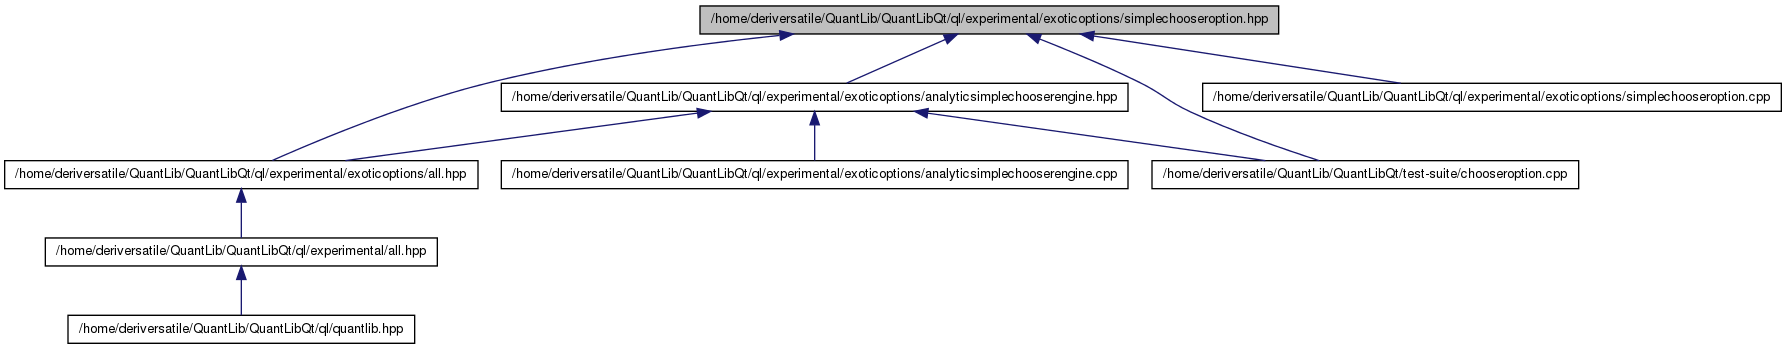 /home/deriversatile/QuantLib/QuantLibQt/ql/experimental/exoticoptions/simplechooseroption.hpp
/home/deriversatile/QuantLib/QuantLibQt/ql/experimental/exoticoptions/analyticsimplechooserengine.hpp
/home/deriversatile/QuantLib/QuantLibQt/ql/experimental/exoticoptions/simplechooseroption.cpp
/home/deriversatile/QuantLib/QuantLibQt/ql/experimental/exoticoptions/all.hpp
/home/deriversatile/QuantLib/QuantLibQt/ql/experimental/exoticoptions/analyticsimplechooserengine.cpp
/home/deriversatile/QuantLib/QuantLibQt/test-suite/chooseroption.cpp
/home/deriversatile/QuantLib/QuantLibQt/ql/experimental/all.hpp
/home/deriversatile/QuantLib/QuantLibQt/ql/quantlib.hpp